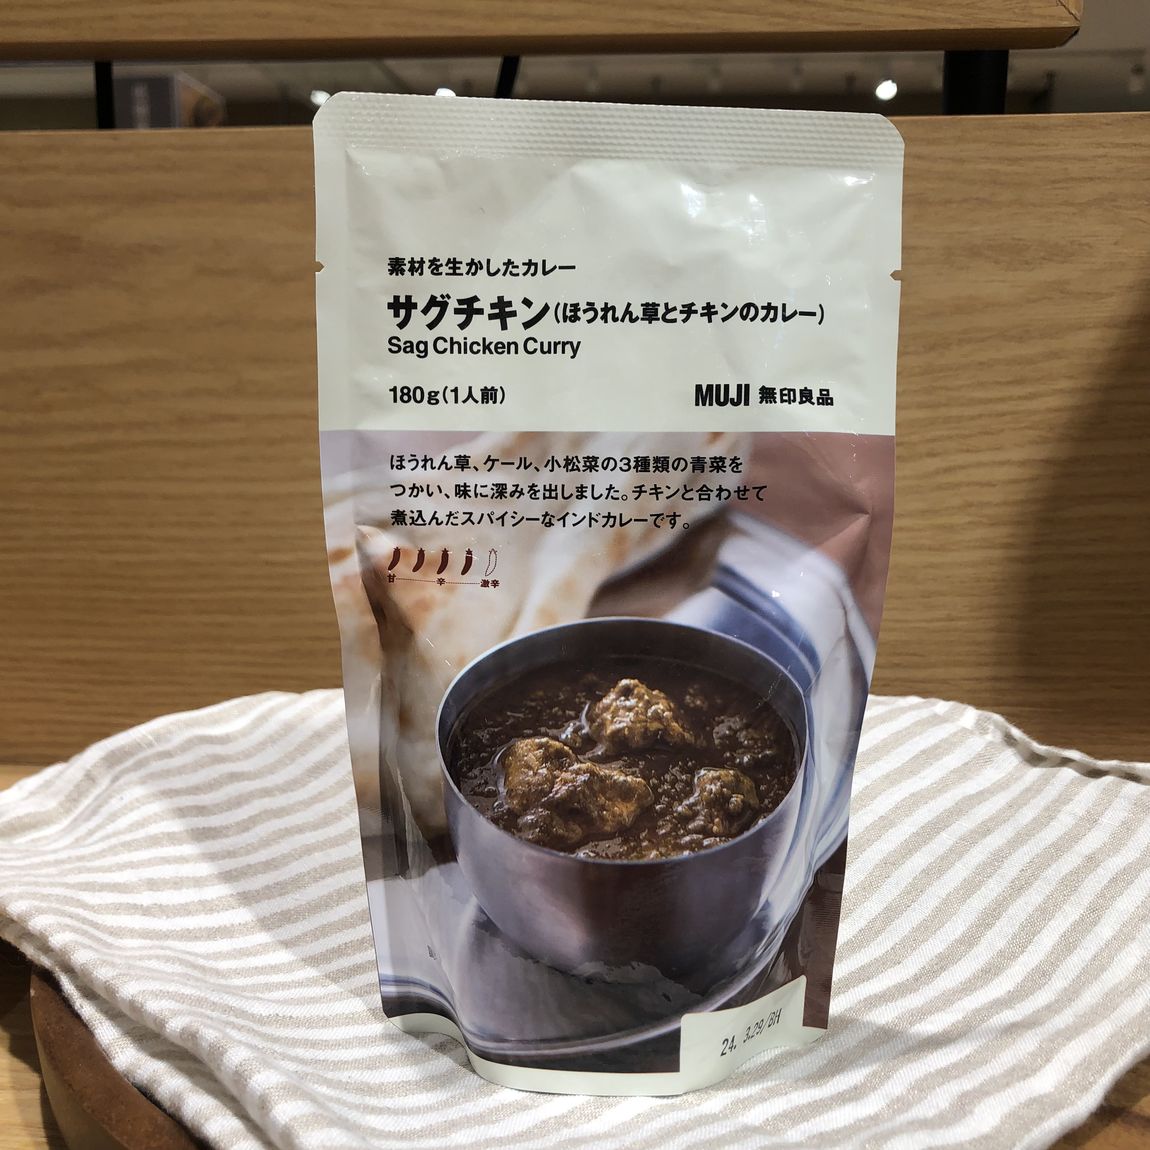 素材を生かしたカレー
サグチキン(ほうれん草とチキンのカレー)
Sag Chicken Curry
180g(1人前)
MUJI 無印良品
ほうれん草、ケール、小松菜の3種類の青菜を
つかい、味に深みを出しました。チキンと合わせて
煮込んだスパイシーなインドカレーです。
甘 辛 激辛
24. 3.29/BH